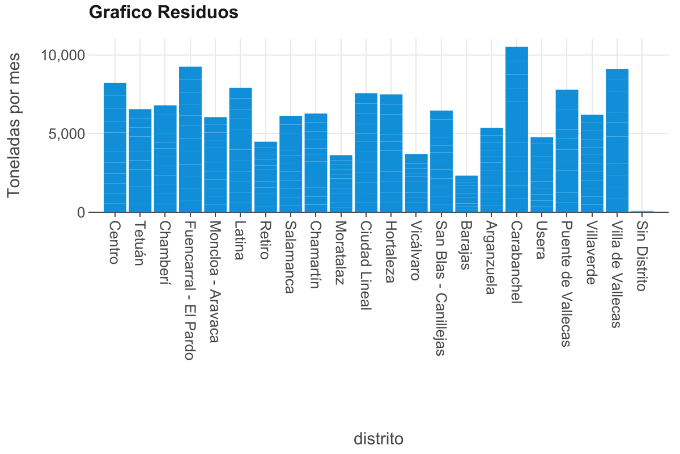 Grafico Residuos
Toneladas por mes
10,000
5,000
0
Centro
Tetuán
Chamberí
Fuencarral - El Pardo
Moncloa - Aravaca
Latina
Retiro
Salamanca
Chamartín
Moratalaz
Ciudad Lineal
Hortaleza
Vicálvaro
San Blas - Canillejas
Barajas
Arganzuela
Carabanchel
Usera
Puente de Vallecas
Villaverde
Villa de Vallecas
Sin Distrito
distrito